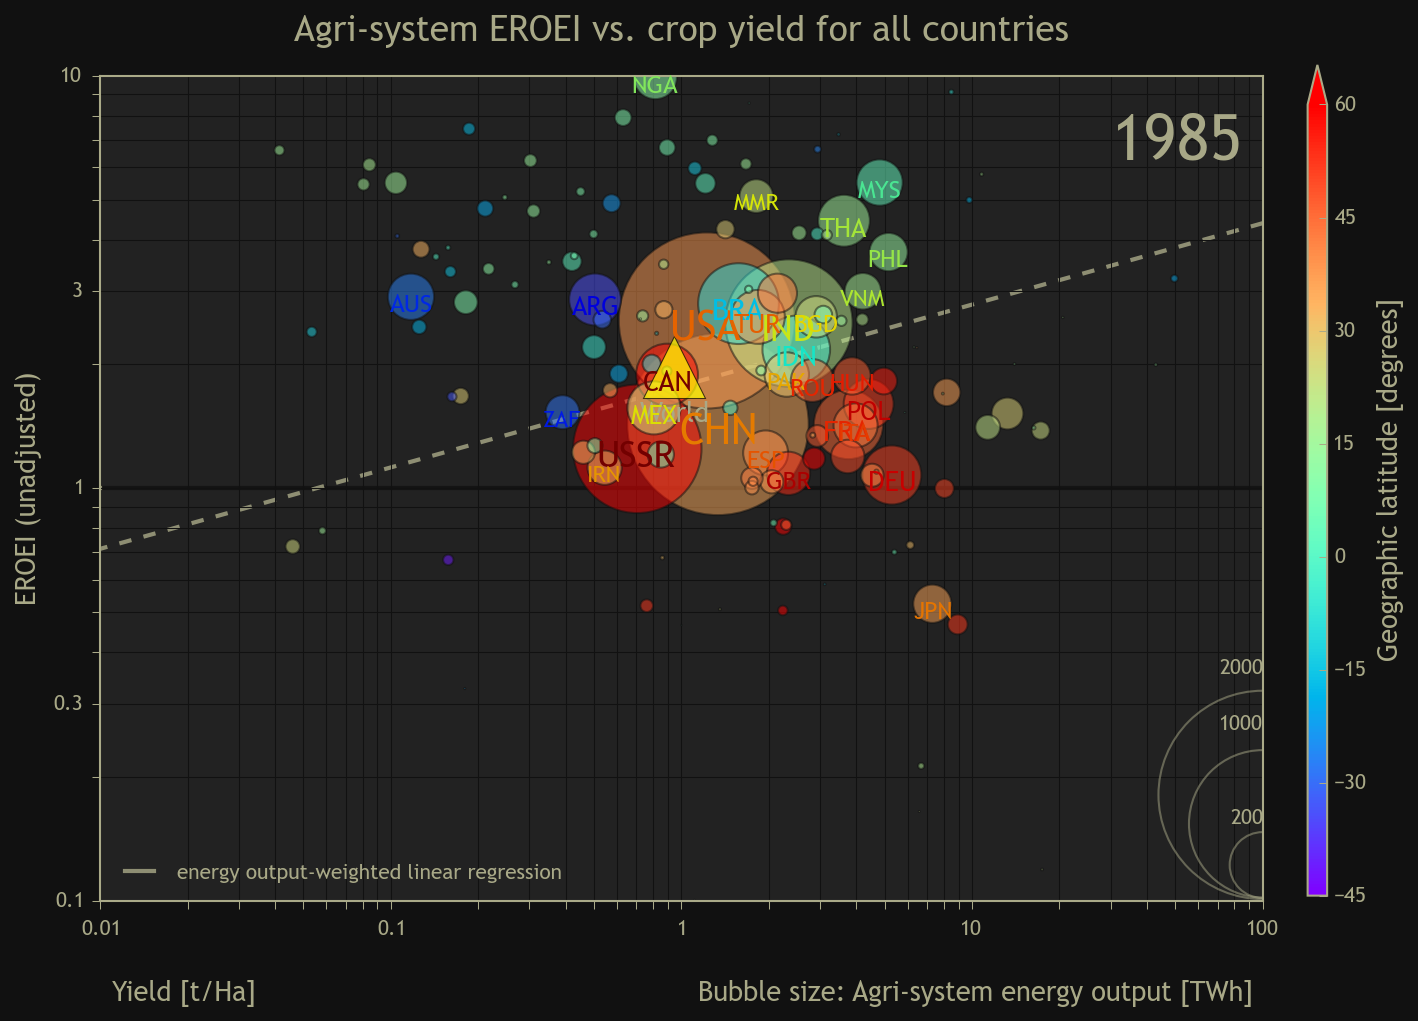 Agri-system EROEI vs. crop yield for all countries
1985
EROEI (unadjusted)
10
3
1
0.3
0.1
NGA
MMR
MYS
THA
PHL
VNM
AUS
ARG
BRA
USA
TUR
IND
BGD
IDN
CAN
PAK
ROU
HUN
ZAF
MEX
World
CHN
POL
FRA
USSR
IRN
ESP
GBR
DEU
JPN
2000
1000
200
energy output-weighted linear regression
0.01
0.1
1
10
100
Yield [t/Ha]
Bubble size: Agri-system energy output [TWh]
60
45
30
15
0
−15
−30
−45
Geographic latitude [degrees]